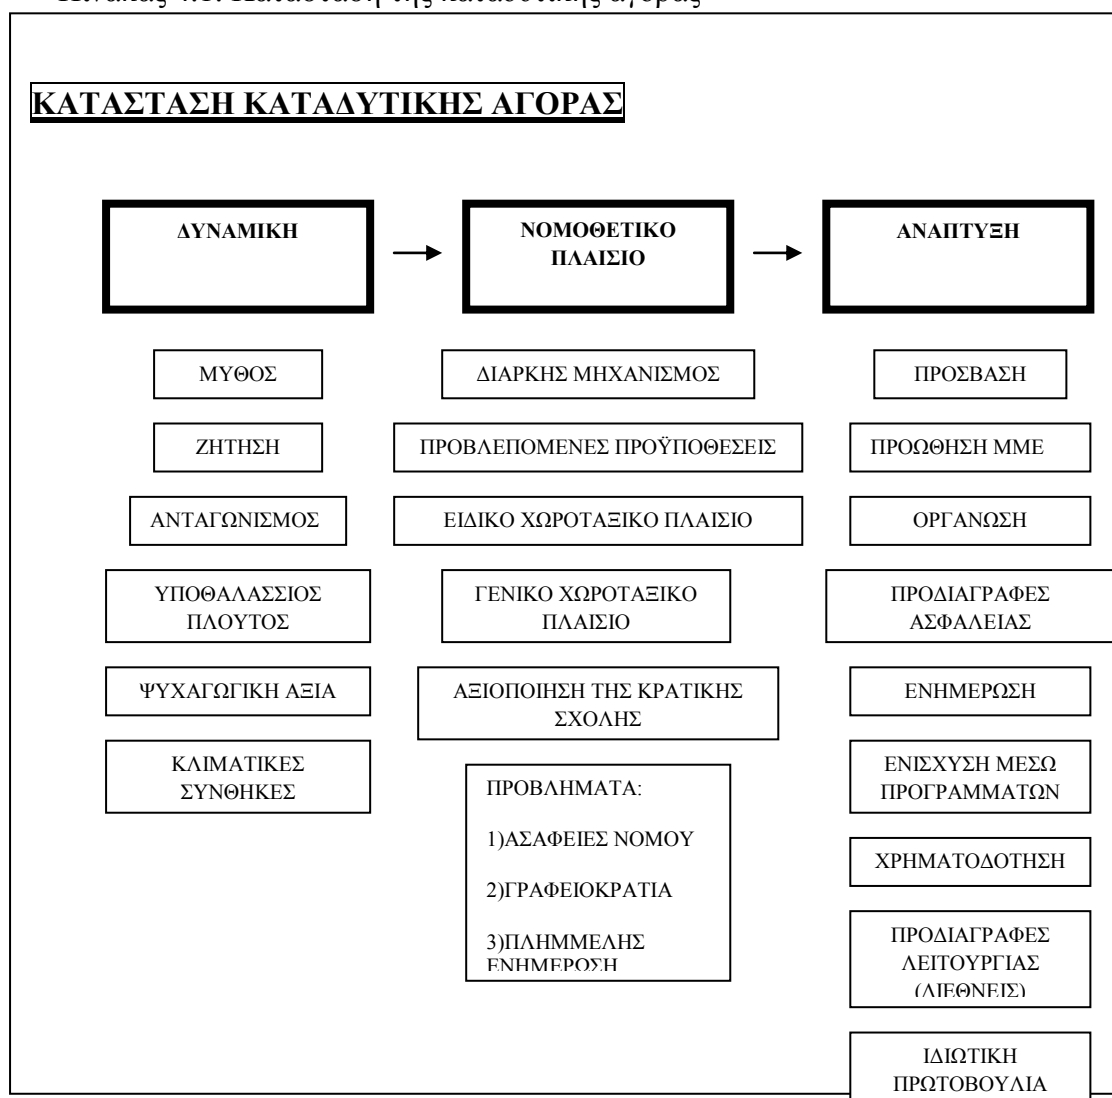 ΚΑΤΑΣΤΑΣΗ ΚΑΤΑΔΥΤΙΚΗΣ ΑΓΟΡΑΣ
ΔΥΝΑΜΙΚΗ
ΜΥΘΟΣ
ΖΗΤΗΣΗ
ΑΝΤΑΓΩΝΙΣΜΟΣ
ΥΠΟΘΑΛΑΣΣΙΟΣ
ΠΛΟΥΤΟΣ
ΨΥΧΑΓΩΓΙΚΗ ΑΞΙΑ
ΚΛΙΜΑΤΙΚΕΣ
ΣΥΝΘΗΚΕΣ
ΝΟΜΟΘΕΤΙΚΟ
ΠΛΑΙΣΙΟ
ΔΙΑΡΚΗΣ ΜΗΧΑΝΙΣΜΟΣ
ΠΡΟΒΛΕΠΟΜΕΝΕΣ ΠΡΟΫΠΟΘΕΣΕΙΣ
ΕΙΔΙΚΟ ΧΩΡΟΤΑΞΙΚΟ ΠΛΑΙΣΙΟ
ΓΕΝΙΚΟ ΧΩΡΟΤΑΞΙΚΟ
ΠΛΑΙΣΙΟ
ΑΞΙΟΠΟΙΗΣΗ ΤΗΣ ΚΡΑΤΙΚΗΣ
ΣΧΟΛΗΣ
ΠΡΟΒΛΗΜΑΤΑ:
1)ΑΣΑΦΕΙΕΣ ΝΟΜΟΥ
2)ΓΡΑΦΕΙΟΚΡΑΤΙΑ
3)ΠΛΗΜΜΕΛΗΣ
ΕΝΗΜΕΡΩΣΗ
ΑΝΑΠΤΥΞΗ
ΠΡΟΣΒΑΣΗ
ΠΡΟΩΘΗΣΗ ΜΜΕ
ΟΡΓΑΝΩΣΗ
ΠΡΟΔΙΑΓΡΑΦΕΣ
ΑΣΦΑΛΕΙΑΣ
ΕΝΗΜΕΡΩΣΗ
ΕΝΙΣΧΥΣΗ ΜΕΣΩ
ΠΡΟΓΡΑΜΜΑΤΩΝ
ΧΡΗΜΑΤΟΔΟΤΗΣΗ
ΠΡΟΔΙΑΓΡΑΦΕΣ
ΛΕΙΤΟΥΡΓΙΑΣ
(ΔΙΕΘΝΕΙΣ)
ΙΔΙΩΤΙΚΗ
ΠΡΩΤΟΒΟΥΛΙΑ